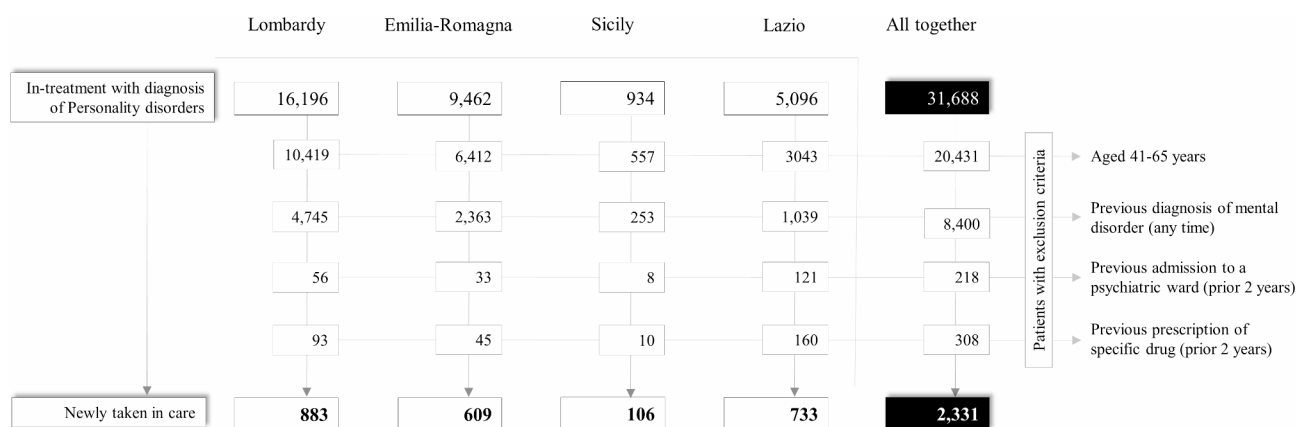 Lombardy Emilia-Romagna Sicily Lazio All together
In-treatment with diagnosis
of Personality disorders
16,196 9,462 934 5,096 31,688
10,419 6,412 557 3043 20,431 Aged 41-65 years
4,745 2,363 253 1,039 8,400 Previous diagnosis of mental
disorder (any time)
56 33 8 121 218 Previous admission to a
psychiatric ward (prior 2 years)
93 45 10 160 308 Previous prescription of
specific drug (prior 2 years)
Patients with exclusion criteria
Newly taken in care 883 609 106 733 2,331